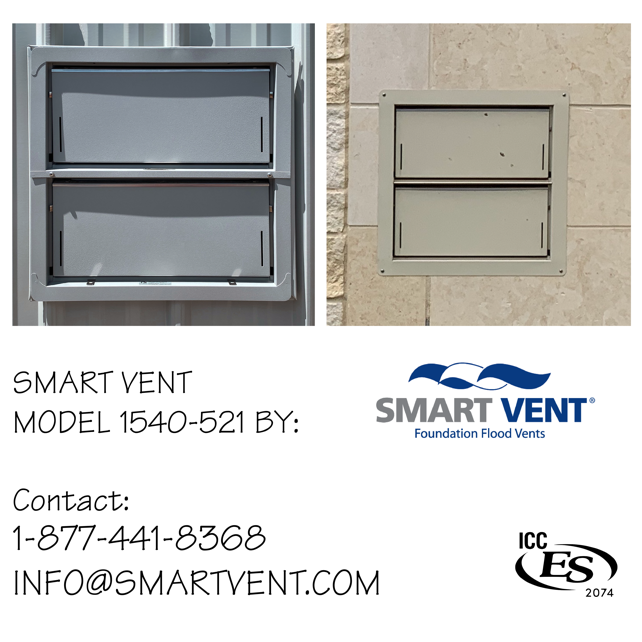 SMART VENT
MODEL 1540-521 BY:
SMART VENT®
Foundation Flood Vents
Contact:
1-877-441-8368
INFO@SMARTVENT.COM
ICC
ES
2074